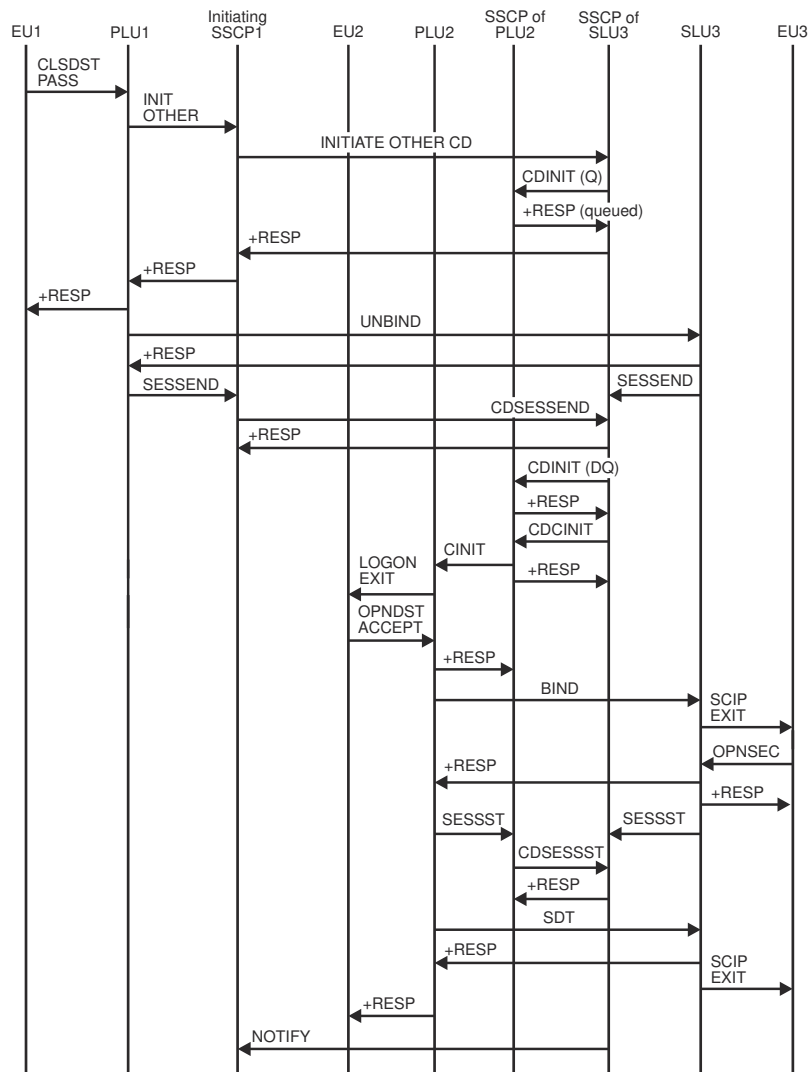 Initiating SSCP of SSCP of
EU1 PLU1 SSCP1 EU2 PLU2 PLU2 SLU3 SLU3 EU3
CLSDST
PASS
INIT
OTHER
INITIATE OTHER CD
CDINIT (Q)
+RESP (queued)
+RESP
+RESP
+RESP
UNBIND
+RESP
SESSEND SESSEND
CDSESSEND
+RESP
CDINIT (DQ)
+RESP
CDCINIT
CINIT
LOGON
EXIT
+RESP
OPNDST
ACCEPT
+RESP
BIND
SCIP
EXIT
OPNSEC
+RESP
+RESP
SESSST SESSST
CDSESSST
+RESP
SDT
+RESP
SCIP
EXIT
+RESP
NOTIFY